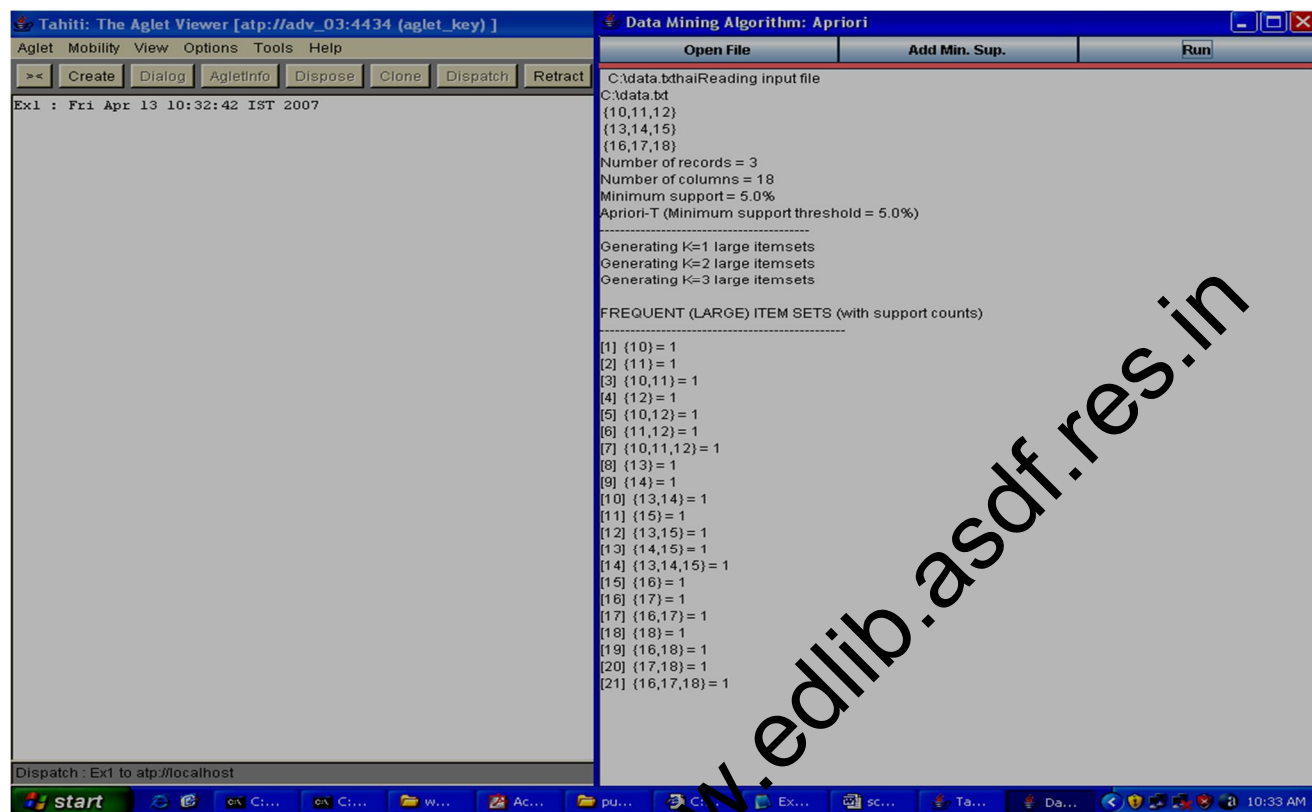 Tahiti: The Aglet Viewer [atp://adv_03:4434 (aglet_key) ]
Aglet Mobility View Options Tools Help
>< Create Dialog AgletInfo Dispose Clone Dispatch Retract
Ex1 : Fri Apr 13 10:32:42 IST 2007
Dispatch : Ex1 to atp://localhost
Data Mining Algorithm: Apriori
Open File Add Min. Sup. Run
C:\data.txthaiReading input file
C:\data.txt
{10,11,12}
{13,14,15}
{16,17,18}
Number of records = 3
Number of columns = 18
Minimum support = 5.0%
Apriori-T (Minimum support threshold = 5.0%)
----------------------------------------
Generating K=1 large itemsets
Generating K=2 large itemsets
Generating K=3 large itemsets
FREQUENT (LARGE) ITEM SETS (with support counts)
-----------------------------------------------
[1] {10} = 1
[2] {11} = 1
[3] {10,11} = 1
[4] {12} = 1
[5] {10,12} = 1
[6] {11,12} = 1
[7] {10,11,12} = 1
[8] {13} = 1
[9] {14} = 1
[10] {13,14} = 1
[11] {15} = 1
[12] {13,15} = 1
[13] {14,15} = 1
[14] {13,14,15} = 1
[15] {16} = 1
[16] {17} = 1
[17] {16,17} = 1
[18] {18} = 1
[19] {16,18} = 1
[20] {17,18} = 1
[21] {16,17,18} = 1
w.edlib.asdf.res.in
start C:... C:... w... Ac... pu... C:... Ex... sc... Ta... Da... 10:33 AM